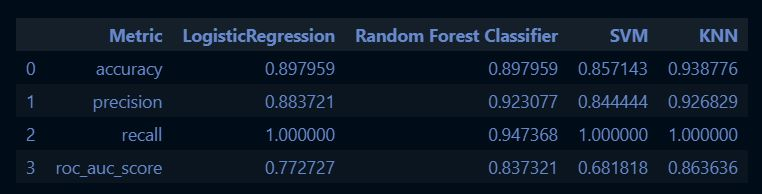 Metric LogisticRegression Random Forest Classifier SVM KNN
0 accuracy 0.897959 0.897959 0.857143 0.938776
1 precision 0.883721 0.923077 0.844444 0.926829
2 recall 1.000000 0.947368 1.000000 1.000000
3 roc_auc_score 0.772727 0.837321 0.681818 0.863636